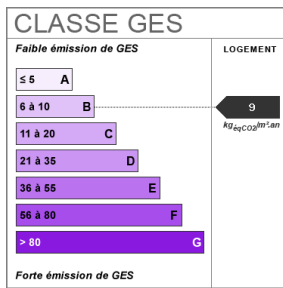 CLASSE GES
Faible émission de GES
LOGEMENT
≤ 5 A
6 à 10 B
9
kgéqCO2/m².an
11 à 20 C
21 à 35 D
36 à 55 E
56 à 80 F
> 80 G
Forte émission de GES